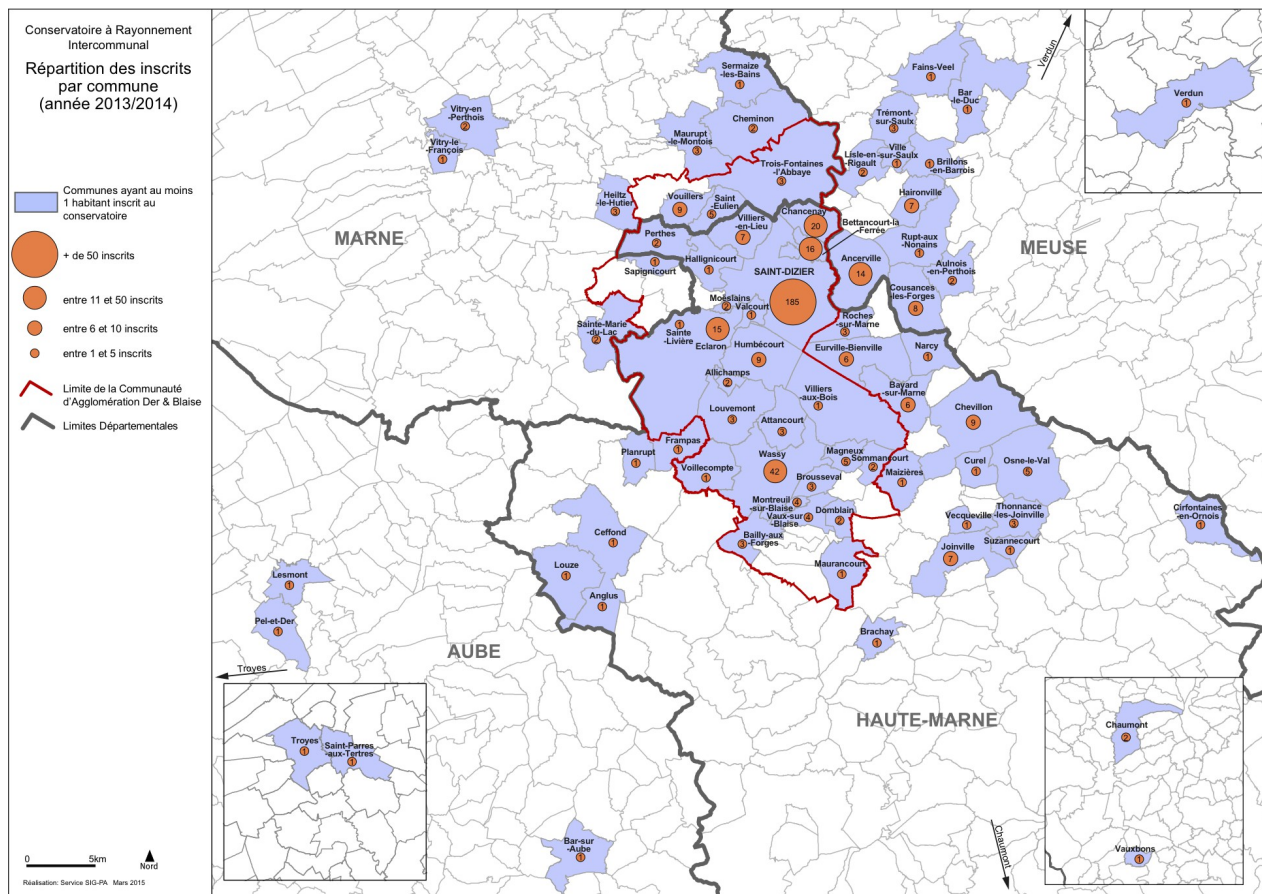 Conservatoire à Rayonnement
Intercommunal
Répartition des inscrits
par commune
(année 2013/2014)
Communes ayant au moins
1 habitant inscrit au
conservatoire
+ de 50 inscrits
entre 11 et 50 inscrits
entre 6 et 10 inscrits
entre 1 et 5 inscrits
Limite de la Communauté
d'Agglomération Der & Blaise
Limites Départementales
0 5km
Nord
Réalisation: Service SIG-PA Mars 2015
Verdun
Verdun
1
Sermaize
-les-Bains
1
Fains-Veel
1
Bar
-le-Duc
1
Vitry-en
-Perthois
2
Vitry-le
-François
1
Cheminon
2
Maurupt
-le-Montois
3
Trémont
-sur-Saulx
3
Lisle-en
-Rigault
2
Ville
-sur-Saulx
1
Brillons
-en-Barrois
1
Trois-Fontaines
-l'Abbaye
3
Heiltz
-le-Hutier
3
Vouillers
9
Saint
-Eulien
5
Haironville
7
Chancenay
20
Bettancourt-la
-Ferrée
16
Villiers
-en-Lieu
7
MARNE
Perthes
2
Sapignicourt
1
Hallignicourt
1
MEUSE
Rupt-aux
-Nonains
1
Aulnois
-en-Perthois
2
Ancerville
14
SAINT-DIZIER
185
Cousances
-les-Forges
8
Moëslains
2
Valcourt
1
Sainte-Marie
-du-Lac
2
Sainte
-Livière
1
15
Eclaron
Roches
-sur-Marne
3
Humbécourt
9
Eurville-Bienville
6
Narcy
1
Allichamps
2
Villiers
-aux-Bois
1
Bayard
-sur-Marne
6
Chevillon
9
Louvemont
3
Attancourt
3
Frampas
1
Planrupt
1
Voillecompte
1
Wassy
42
Magneux
5
Sommancourt
2
Maizières
1
Curel
1
Osne-le-Val
5
Brousseval
3
Montreuil
-sur-Blaise
4
Vaux-sur
-Blaise
4
Domblain
2
Bailly-aux
-Forges
3
Vecqueville
1
Thonnance
-les-Joinville
3
Cirfontaines
-en-Ornois
1
Joinville
7
Suzannecourt
1
Maurancourt
1
Ceffond
1
Louze
1
Anglus
1
Lesmont
1
Pel-et-Der
1
Brachay
1
AUBE
Troyes
HAUTE-MARNE
Troyes
1
Saint-Parres
-aux-Tertres
1
Bar-sur
-Aube
1
Chaumont
Chaumont
2
Vauxbons
1